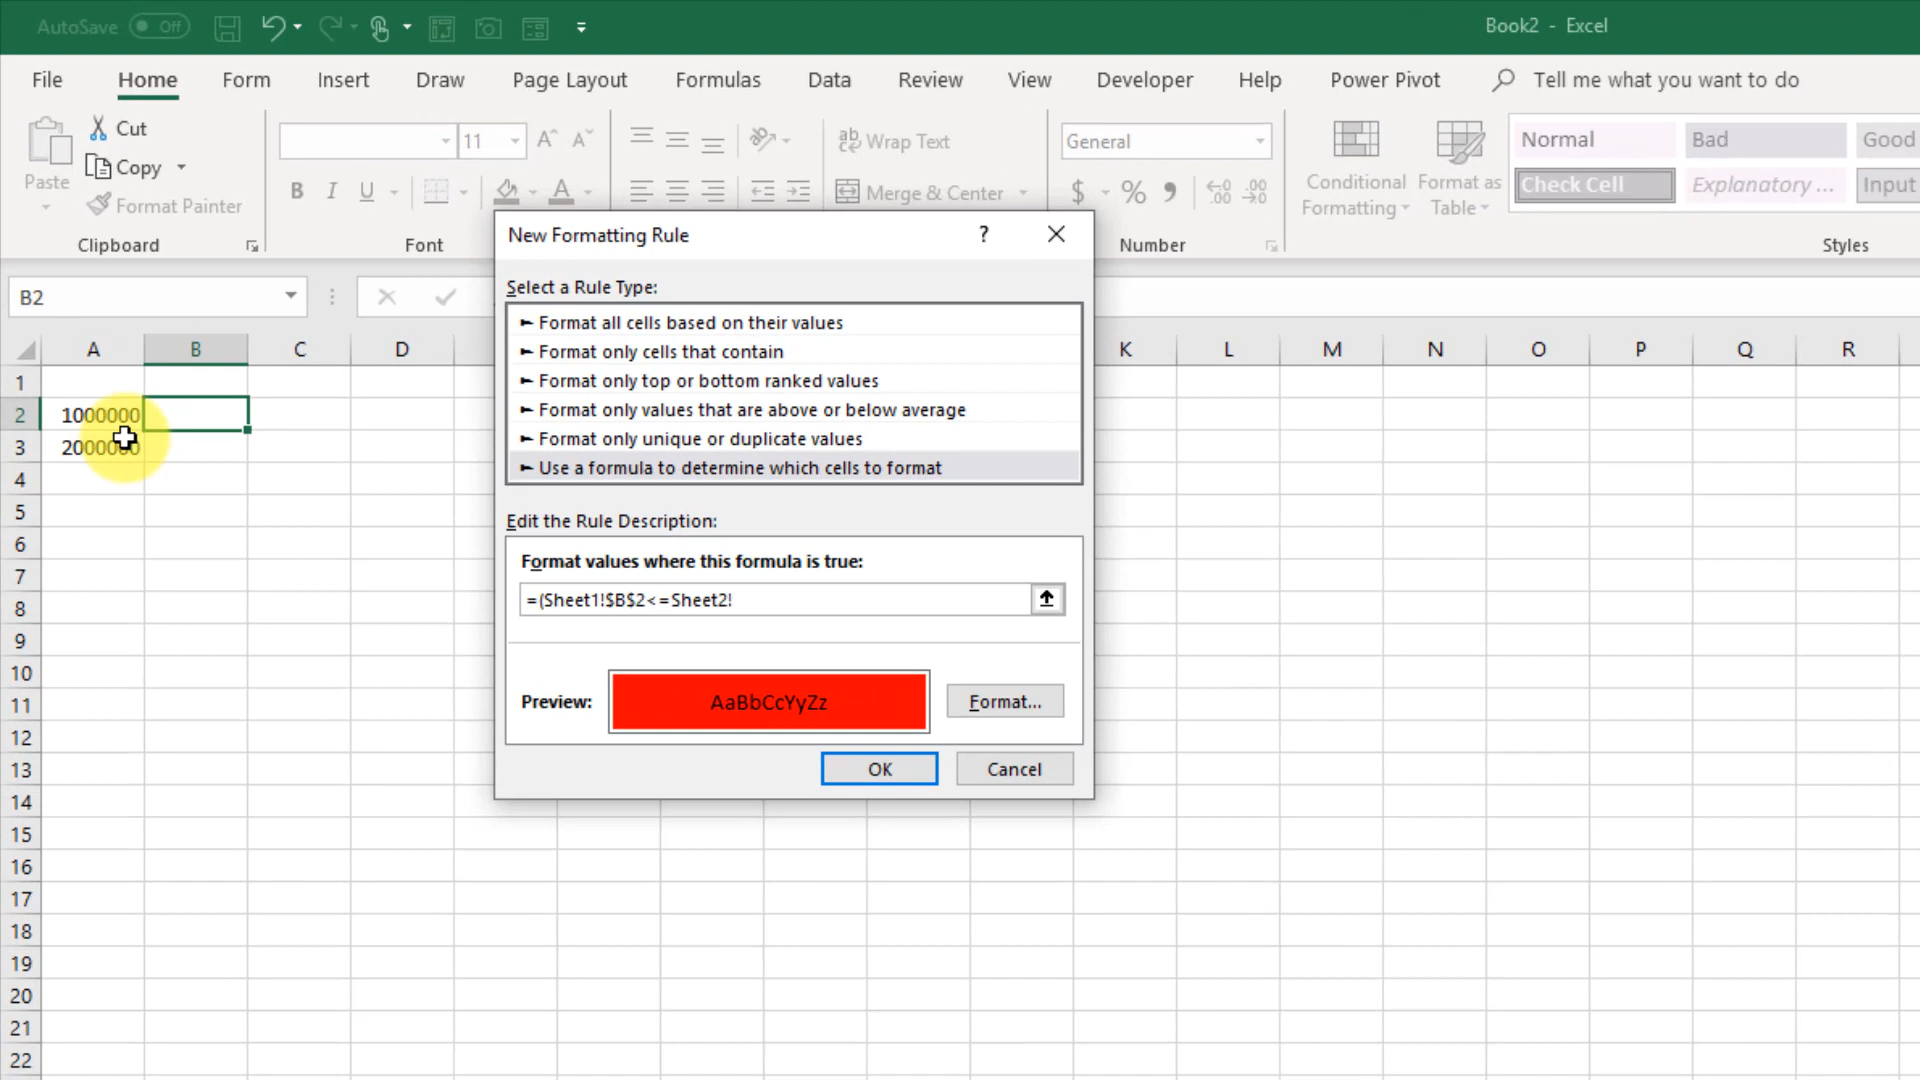 AutoSave Off
Book2 - Excel
File Home Form Insert Draw Page Layout Formulas Data Review View Developer Help Power Pivot Tell me what you want to do
Paste
Cut
Copy
Format Painter
Clipboard
11
B I U
Font
Wrap Text
Merge & Center
General
Number
Conditional Formatting
Format as Table
Normal Bad Good
Check Cell Explanatory ... Input
Styles
B2
New Formatting Rule
?
Select a Rule Type:
Format all cells based on their values
Format only cells that contain
Format only top or bottom ranked values
Format only values that are above or below average
Format only unique or duplicate values
Use a formula to determine which cells to format
Edit the Rule Description:
Format values where this formula is true:
=(Sheet1!$B$2<=Sheet2!
Preview:
AaBbCcYyZz
Format...
OK
Cancel
A B C D K L M N O P Q R
1
2 1000000
3 2000000
4
5
6
7
8
9
10
11
12
13
14
15
16
17
18
19
20
21
22